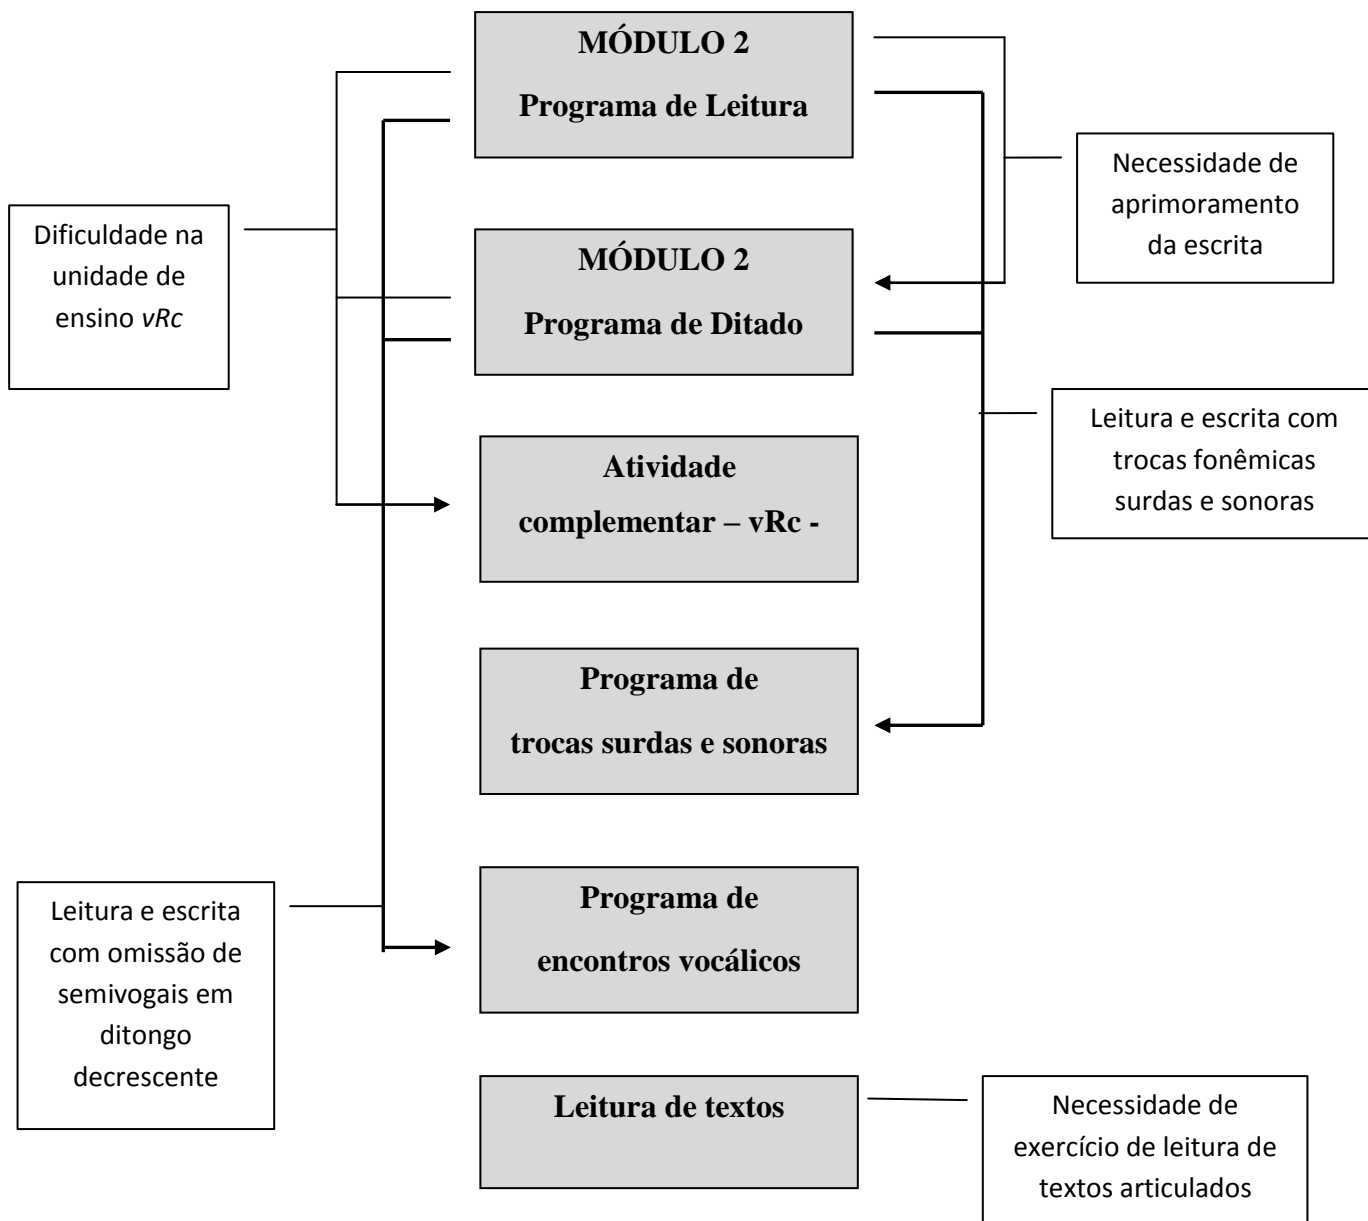 MÓDULO 2
Programa de Leitura
Necessidade de
aprimoramento
da escrita
Dificuldade na
unidade de
ensino vRc
MÓDULO 2
Programa de Ditado
Leitura e escrita com
trocas fonêmicas
surdas e sonoras
Atividade
complementar – vRc -
Programa de
trocas surdas e sonoras
Programa de
encontros vocálicos
Leitura e escrita
com omissão de
semivogais em
ditongo
decrescente
Leitura de textos
Necessidade de
exercício de leitura de
textos articulados